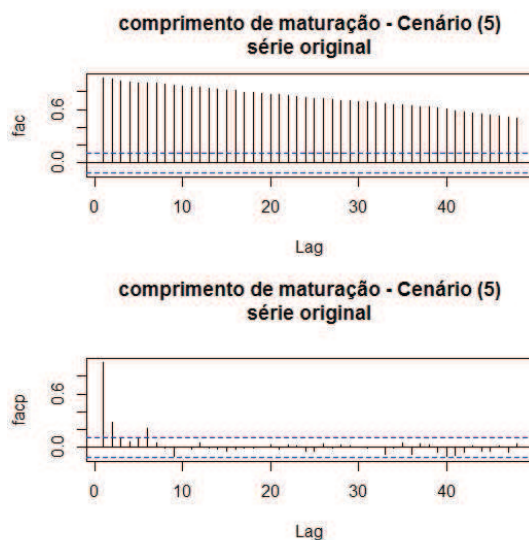 comprimento de maturação - Cenário (5)
série original
fac
0.6
0.0
0
10
20
30
40
Lag
comprimento de maturação - Cenário (5)
série original
facp
0.6
0.0
0
10
20
30
40
Lag